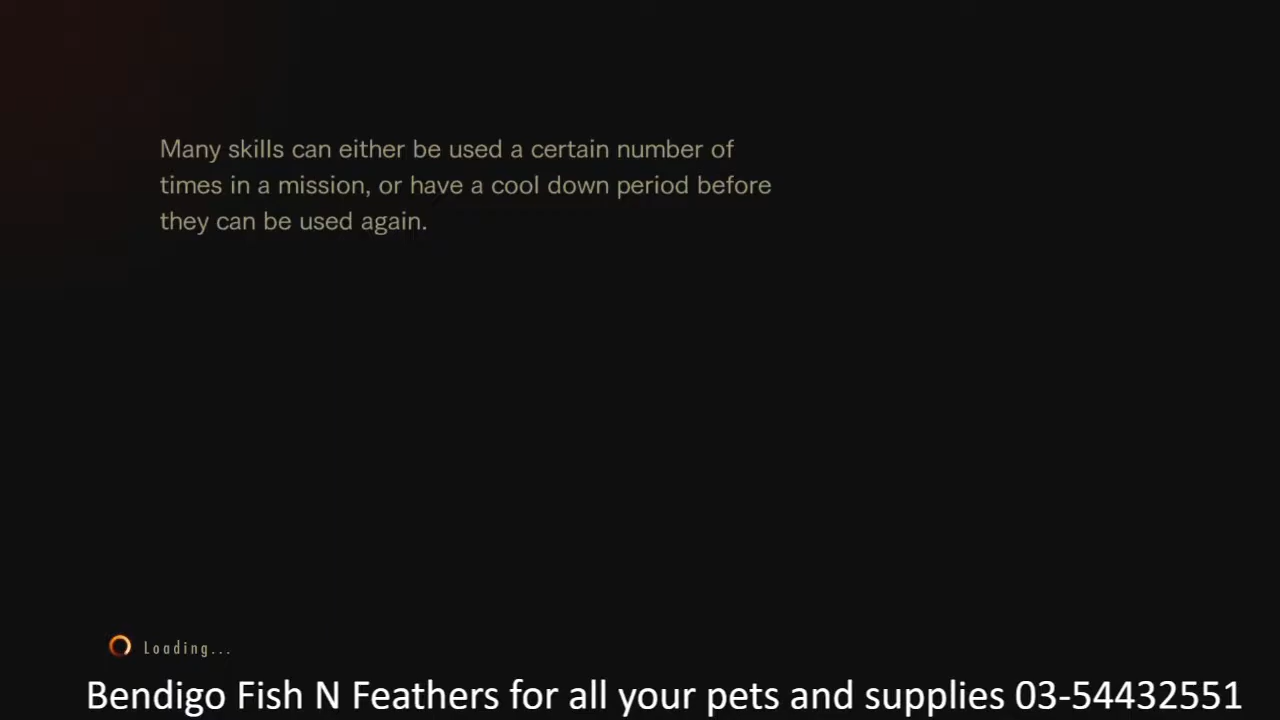 Many skills can either be used a certain number of
times in a mission, or have a cool down period before
they can be used again.
Loading...
Bendigo Fish N Feathers for all your pets and supplies 03-54432551